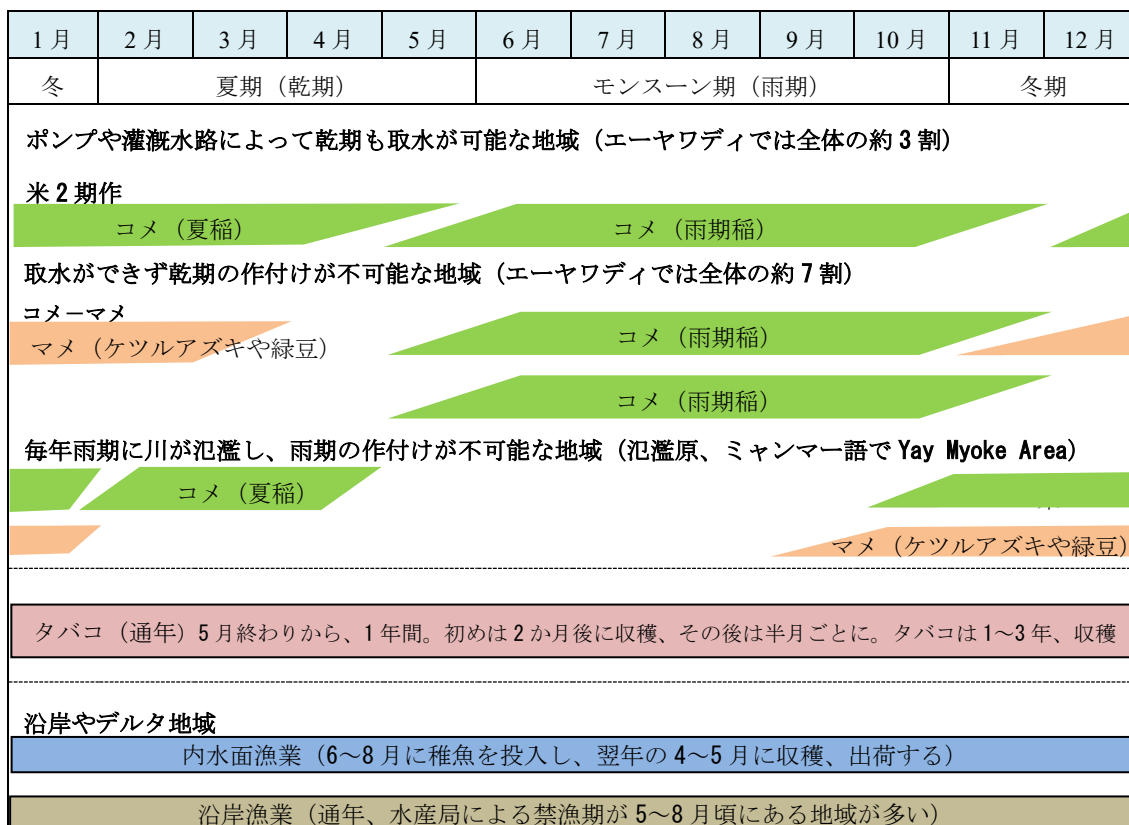 1月 2月 3月 4月 5月 6月 7月 8月 9月 10月 11月 12月
冬 夏期（乾期） モンスーン期（雨期） 冬期
ポンプや灌漑水路によって乾期も取水が可能な地域（エーヤワディでは全体の約3割）
米2期作
コメ（夏稲） コメ（雨期稲）
取水ができず乾期の作付けが不可能な地域（エーヤワディでは全体の約7割）
コメーマメ
マメ（ケツルアズキや緑豆） コメ（雨期稲）
コメ（雨期稲）
毎年雨期に川が氾濫し、雨期の作付けが不可能な地域（氾濫原、ミャンマー語で Yay Myoke Area）
コメ（夏稲）
マメ（ケツルアズキや緑豆）
タバコ（通年）5月終わりから、1年間。初めは2か月後に収穫、その後は半月ごとに。タバコは1～3年、収穫
沿岸やデルタ地域
内水面漁業（6～8月に稚魚を投入し、翌年の4～5月に収穫、出荷する）
沿岸漁業（通年、水産局による禁漁期が5～8月頃にある地域が多い）